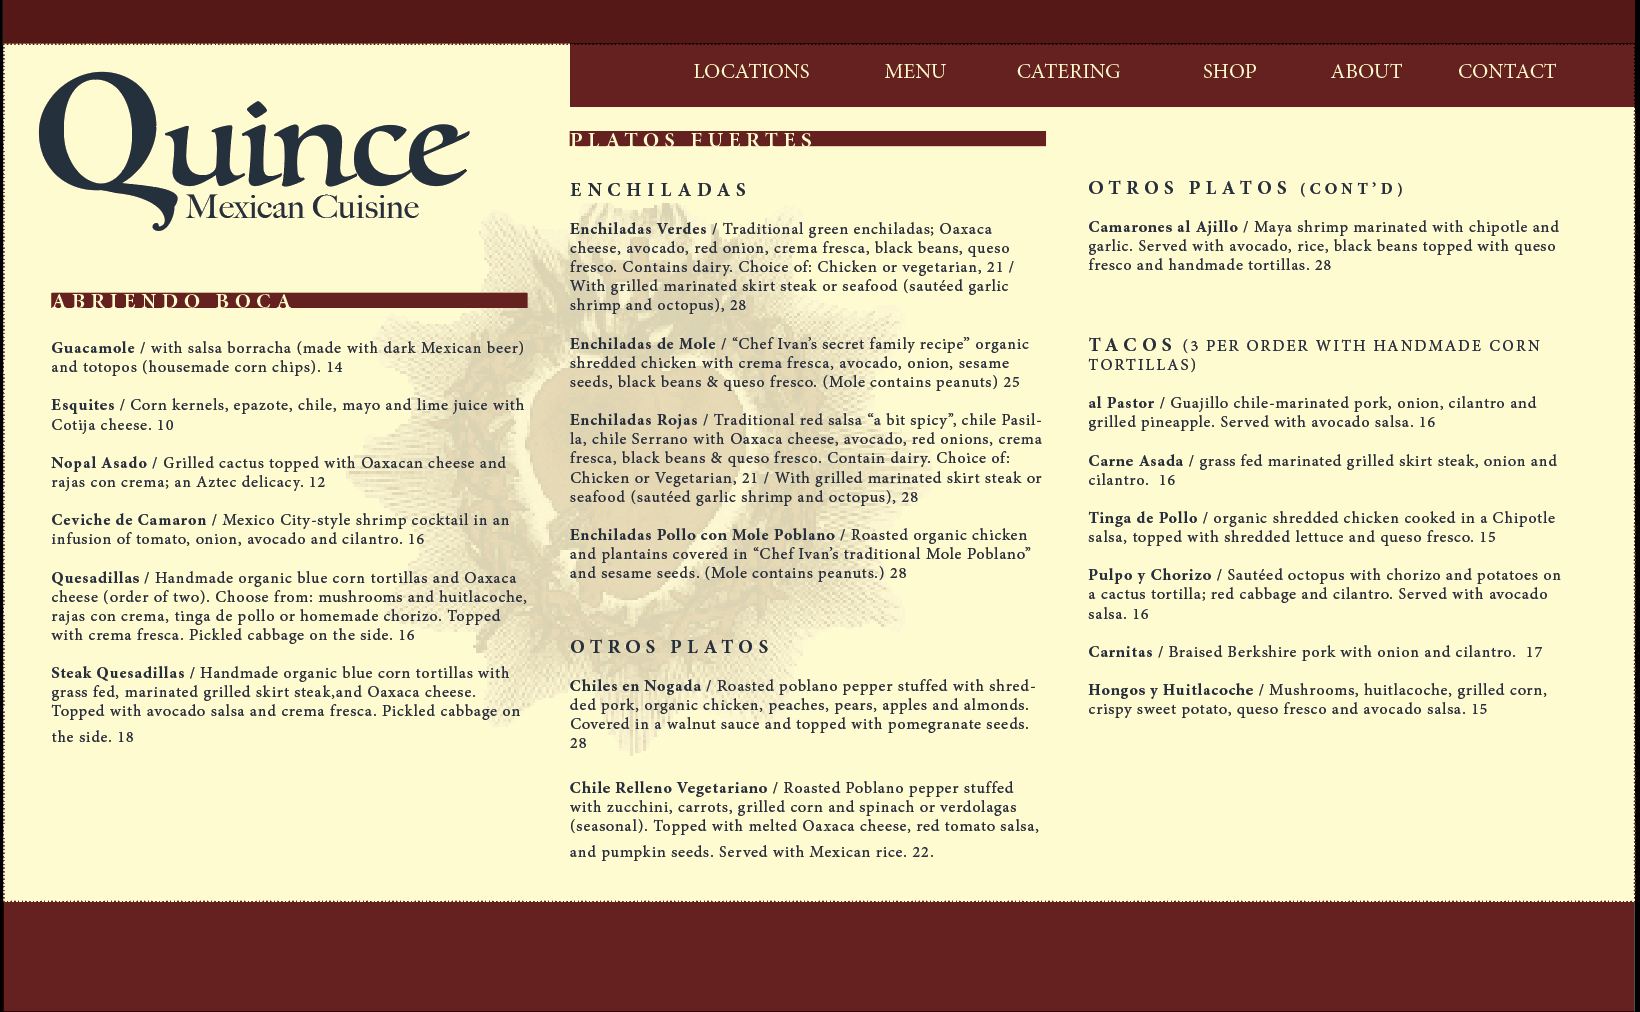 LOCATIONS MENU CATERING SHOP ABOUT CONTACT
Quince
Mexican Cuisine
ABRIENDO BOCA
Guacamole / with salsa borracha (made with dark Mexican beer)
and totopos (housemade corn chips). 14
Esquites / Corn kernels, epazote, chile, mayo and lime juice with
Cotija cheese. 10
Nopal Asado / Grilled cactus topped with Oaxacan cheese and
rajas con crema; an Aztec delicacy. 12
Ceviche de Camaron / Mexico City-style shrimp cocktail in an
infusion of tomato, onion, avocado and cilantro. 16
Quesadillas / Handmade organic blue corn tortillas and Oaxaca
cheese (order of two). Choose from: mushrooms and huitlacoche,
rajas con crema, tinga de pollo or homemade chorizo. Topped
with crema fresca. Pickled cabbage on the side. 16
Steak Quesadillas / Handmade organic blue corn tortillas with
grass fed, marinated grilled skirt steak,and Oaxaca cheese.
Topped with avocado salsa and crema fresca. Pickled cabbage on
the side. 18
PLATOS FUERTES
ENCHILADAS
Enchiladas Verdes / Traditional green enchiladas; Oaxaca
cheese, avocado, red onion, crema fresca, black beans, queso
fresco. Contains dairy. Choice of: Chicken or vegetarian, 21 /
With grilled marinated skirt steak or seafood (sautéed garlic
shrimp and octopus), 28
Enchiladas de Mole / “Chef Ivan’s secret family recipe” organic
shredded chicken with crema fresca, avocado, onion, sesame
seeds, black beans & queso fresco. (Mole contains peanuts) 25
Enchiladas Rojas / Traditional red salsa “a bit spicy”, chile Pasil-
la, chile Serrano with Oaxaca cheese, avocado, red onions, crema
fresca, black beans & queso fresco. Contain dairy. Choice of:
Chicken or Vegetarian, 21 / With grilled marinated skirt steak or
seafood (sautéed garlic shrimp and octopus), 28
Enchiladas Pollo con Mole Poblano / Roasted organic chicken
and plantains covered in “Chef Ivan’s traditional Mole Poblano”
and sesame seeds. (Mole contains peanuts.) 28
OTROS PLATOS
Chiles en Nogada / Roasted poblano pepper stuffed with shred-
ded pork, organic chicken, peaches, pears, apples and almonds.
Covered in a walnut sauce and topped with pomegranate seeds.
28
Chile Relleno Vegetariano / Roasted Poblano pepper stuffed
with zucchini, carrots, grilled corn and spinach or verdolagas
(seasonal). Topped with melted Oaxaca cheese, red tomato salsa,
and pumpkin seeds. Served with Mexican rice. 22.
OTROS PLATOS (CONT’D)
Camarones al Ajillo / Maya shrimp marinated with chipotle and
garlic. Served with avocado, rice, black beans topped with queso
fresco and handmade tortillas. 28
TACOS (3 PER ORDER WITH HANDMADE CORN
TORTILLAS)
al Pastor / Guajillo chile-marinated pork, onion, cilantro and
grilled pineapple. Served with avocado salsa. 16
Carne Asada / grass fed marinated grilled skirt steak, onion and
cilantro. 16
Tinga de Pollo / organic shredded chicken cooked in a Chipotle
salsa, topped with shredded lettuce and queso fresco. 15
Pulpo y Chorizo / Sautéed octopus with chorizo and potatoes on
a cactus tortilla; red cabbage and cilantro. Served with avocado
salsa. 16
Carnitas / Braised Berkshire pork with onion and cilantro. 17
Hongos y Huitlacoche / Mushrooms, huitlacoche, grilled corn,
crispy sweet potato, queso fresco and avocado salsa. 15